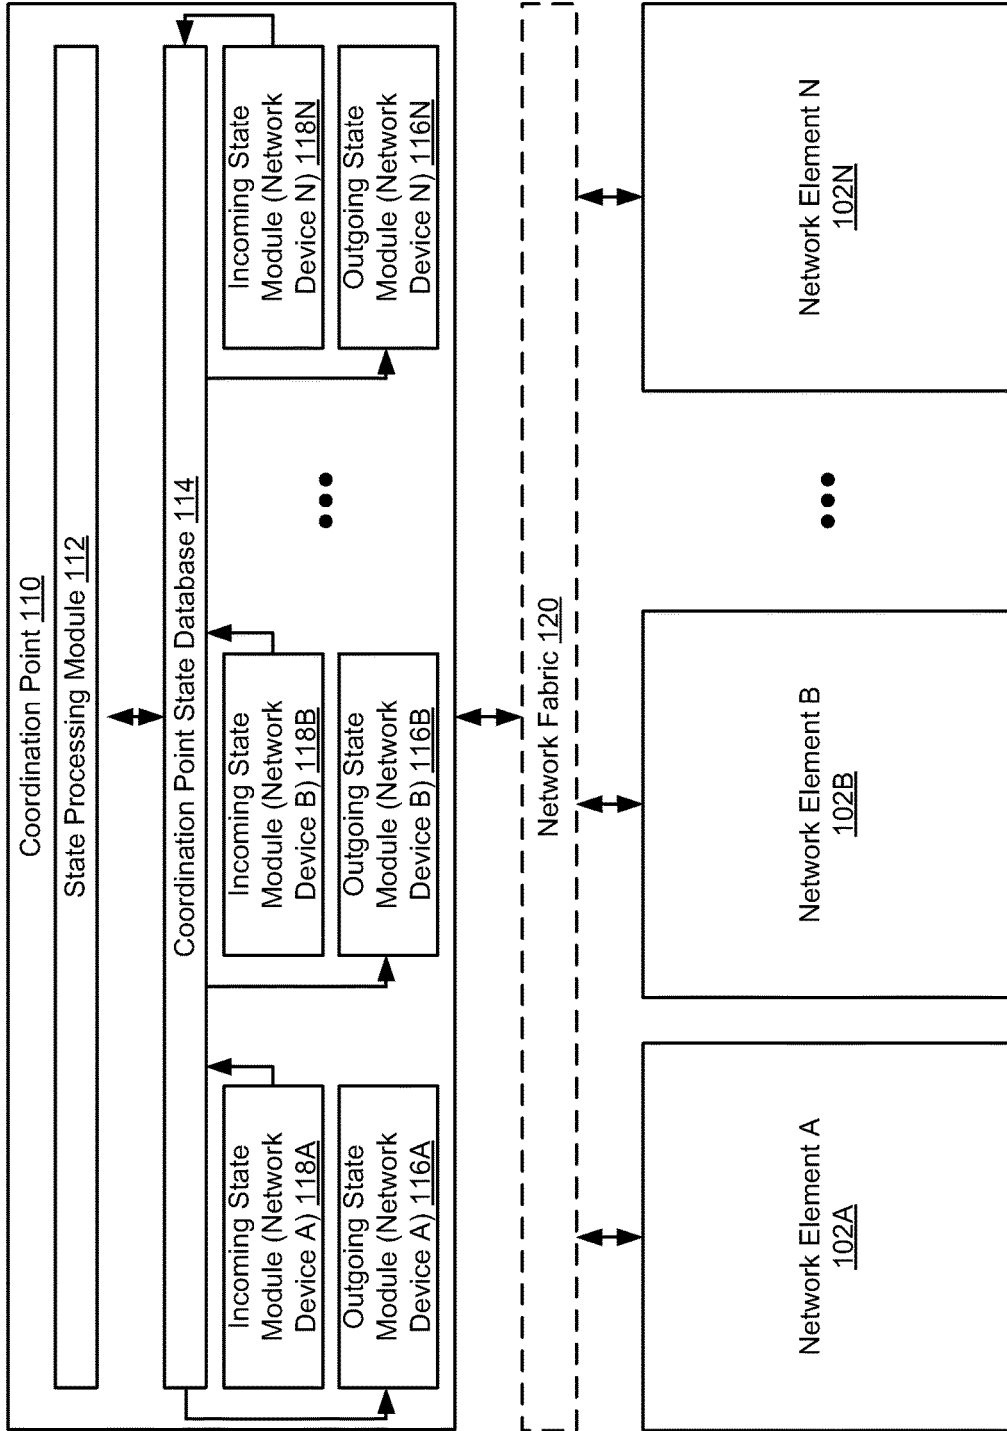 Coordination Point 110
State Processing Module 112
Coordination Point State Database 114
Incoming State
Module (Network
Device A) 118A
Outgoing State
Module (Network
Device A) 116A
Incoming State
Module (Network
Device B) 118B
Outgoing State
Module (Network
Device B) 116B
Incoming State
Module (Network
Device N) 118N
Outgoing State
Module (Network
Device N) 116N
Network Fabric 120
Network Element A
102A
Network Element B
102B
Network Element N
102N